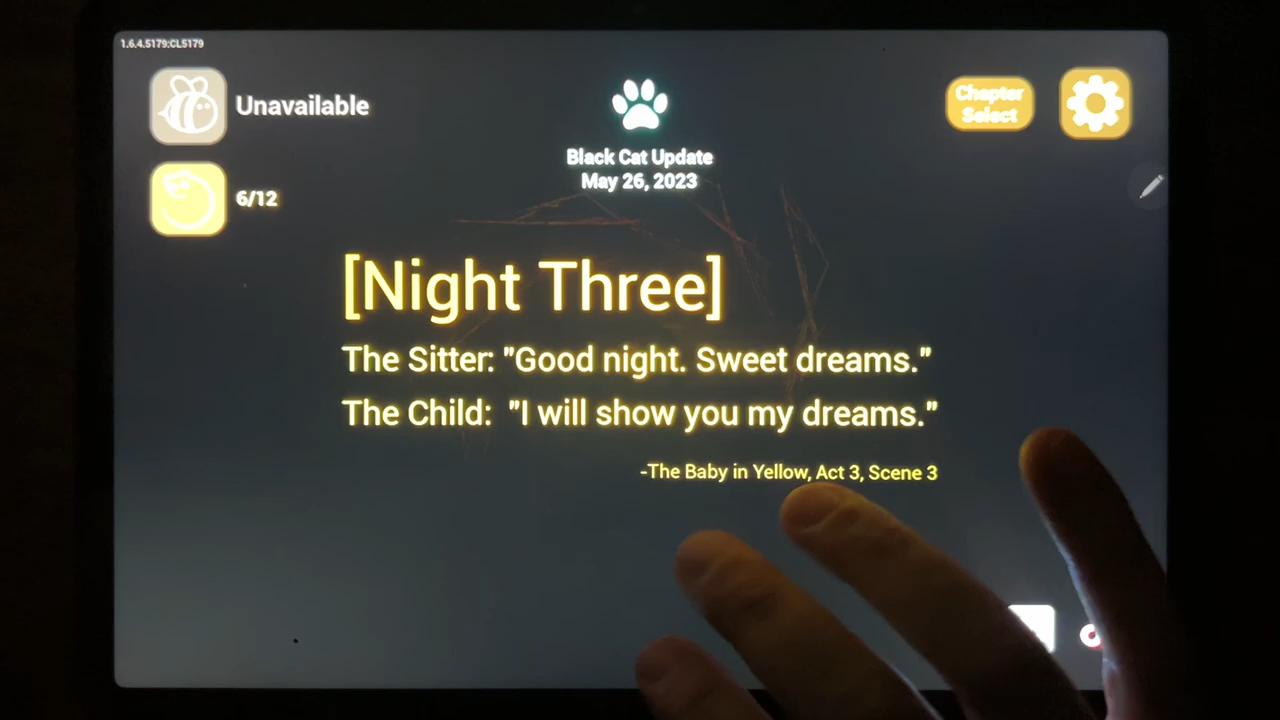 1.6.4.5179:CL5179
Unavailable
6/12
Black Cat Update
May 26, 2023
Chapter
Select
[Night Three]
The Sitter: "Good night. Sweet dreams."
The Child: "I will show you my dreams."
-The Baby in Yellow, Act 3, Scene 3